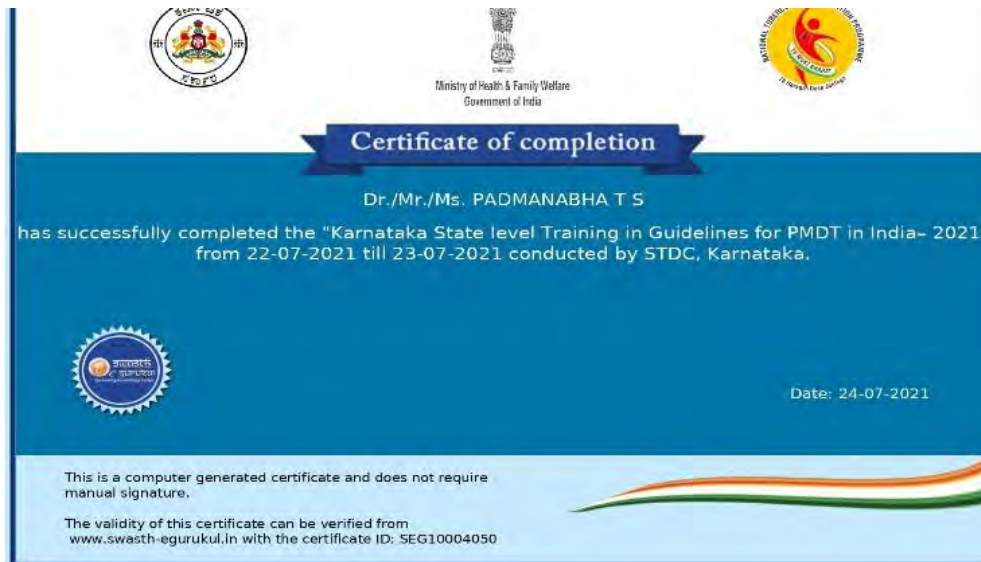 ಸರ್ಕಾರ
Ministry of Health & Family Welfare
Government of India
Certificate of completion
Dr./Mr./Ms. PADMANABHA T S
has successfully completed the "Karnataka State level Training in Guidelines for PMDT in India– 2021
from 22-07-2021 till 23-07-2021 conducted by STDC, Karnataka.
e gurukul
Date: 24-07-2021
This is a computer generated certificate and does not require
manual signature.
The validity of this certificate can be verified from
www.swasth-egurukul.in with the certificate ID: SEG10004050